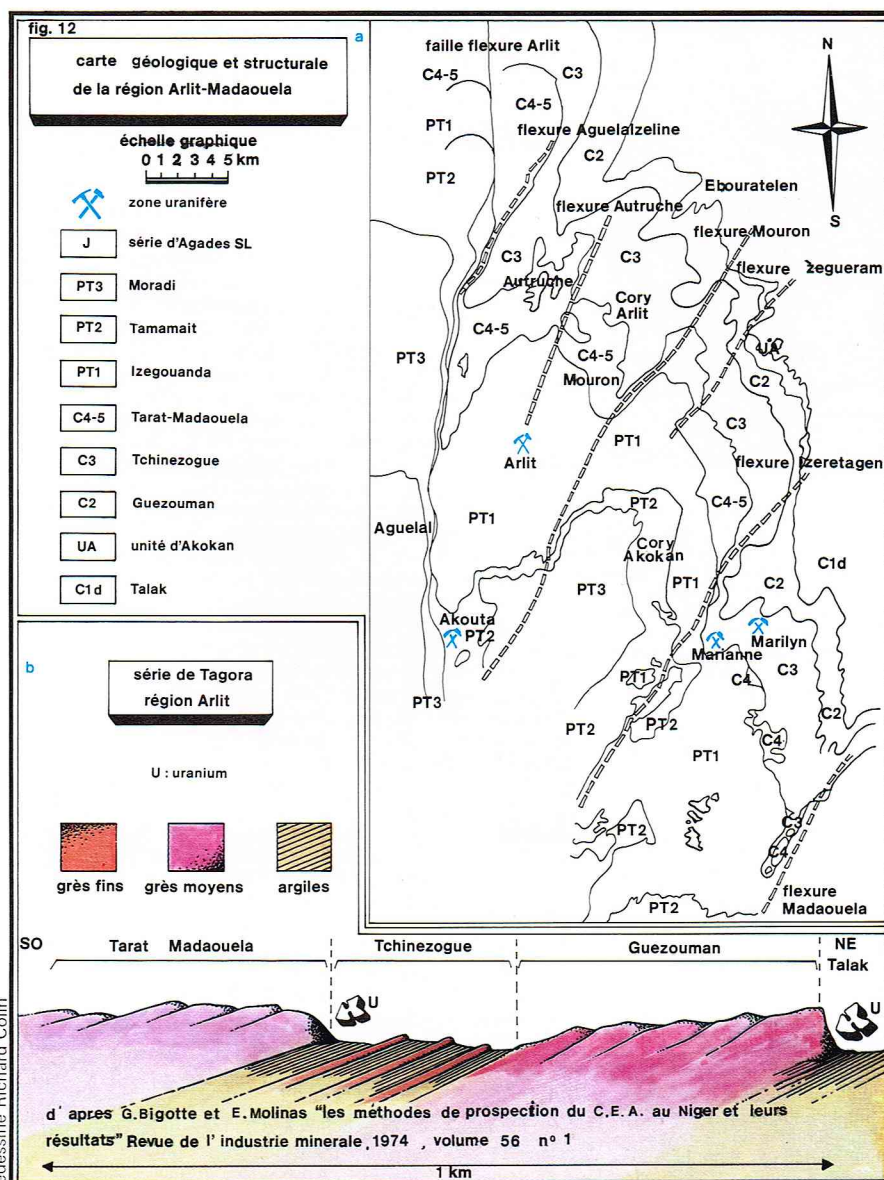 fig. 12
a
carte géologique et structurale
de la région Arlit-Madaouela
échelle graphique
0 1 2 3 4 5 km
zone uranifère
J série d'Agades SL
PT3 Moradi
PT2 Tamamait
PT1 Izegouanda
C4-5 Tarat-Madaouela
C3 Tchinezogue
C2 Guezouman
UA unité d'Akokan
C1d Talak
faille flexure Arlit
C4-5
C3
N
C4-5
PT1
flexure Aguelalzeline
C2
PT2
Ebouratelen
flexure Autruche
S
flexure Mouron
C3
C3
flexure Zegueram
Autruche
Cory
Arlit
C4-5
PT3
C4-5
UA
Mouron
C2
C3
PT1
Arlit
flexure Izeretagen
PT2
C4-5
PT1
Aguelal
Cory
Akokan
C1d
PT3
PT1
C2
Akouta
PT2
Marilyn
Marianne
C3
PT1
C4
PT3
C2
PT2
PT2
C4
PT1
C3
PT2
C4
flexure
Madaouela
PT2
b
série de Tagora
région Arlit
U : uranium
grès fins grès moyens argiles
SO Tarat Madaouela Tchinezogue Guezouman NE
Talak
U
U
d'apres G.Bigotte et E.Molinas "les méthodes de prospection du C.E.A. au Niger et leurs
résultats" Revue de l'industrie minerale, 1974 , volume 56 n° 1
1 km
Richard Colin